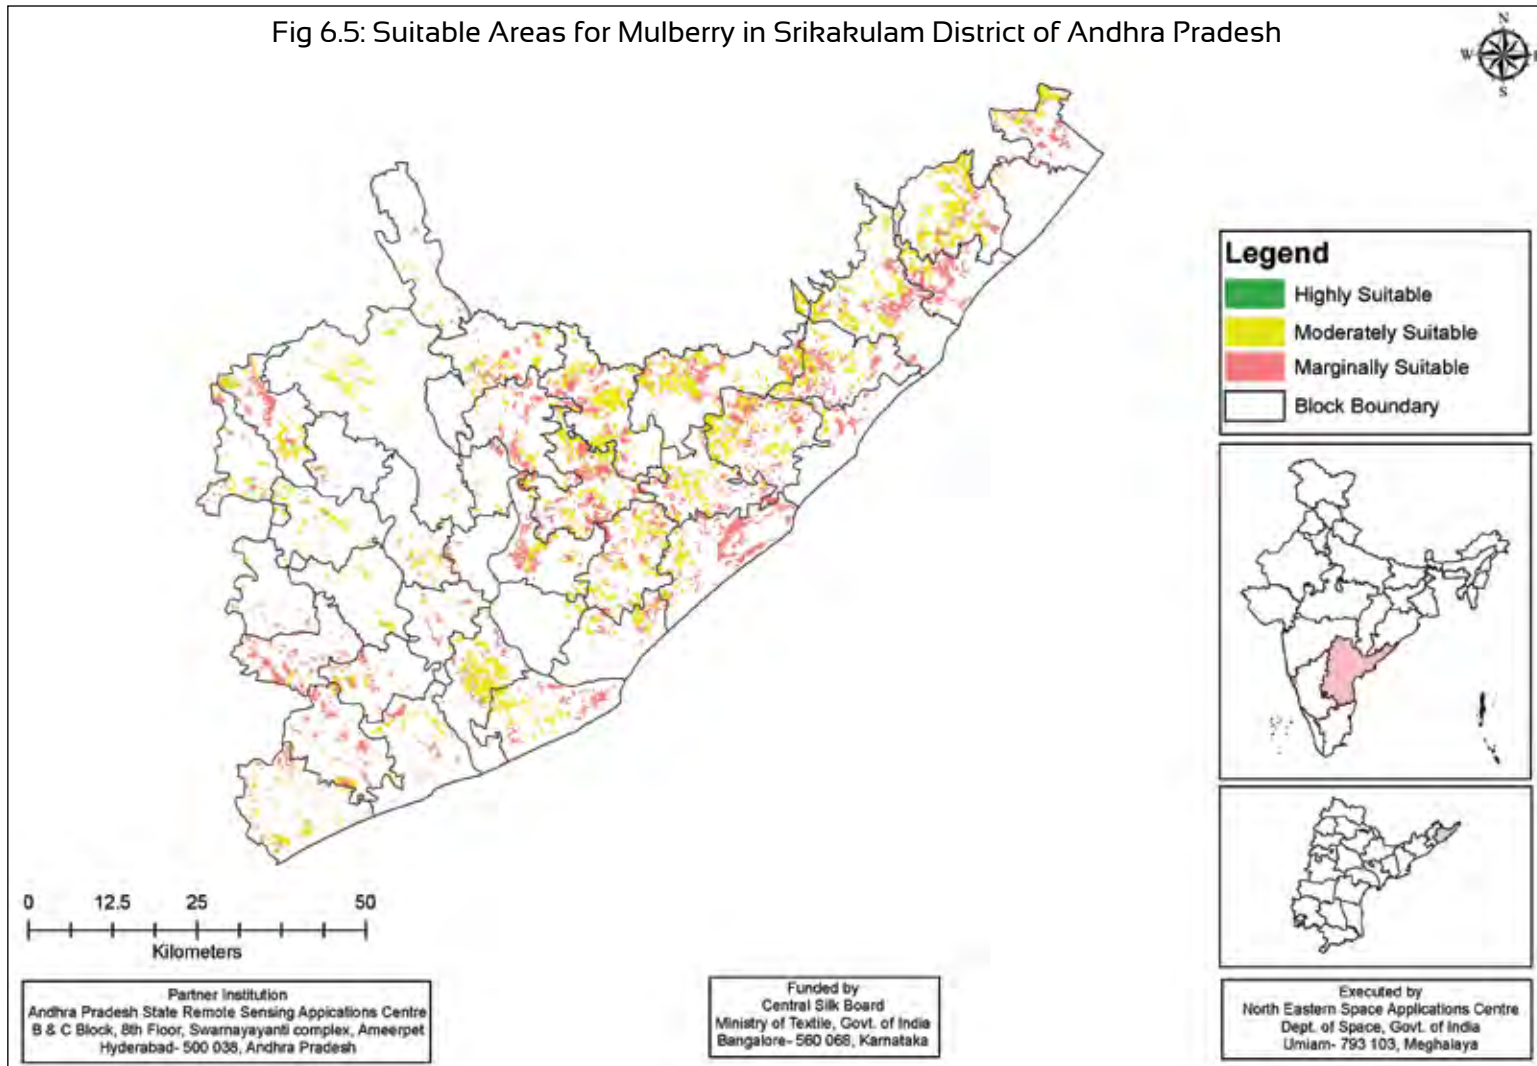 Fig 6.5: Suitable Areas for Mulberry in Srikakulam District of Andhra Pradesh
N
W
E
S
Legend
Highly Suitable
Moderately Suitable
Marginally Suitable
Block Boundary
0 12.5 25 50
Kilometers
Partner Institution
Andhra Pradesh State Remote Sensing Appications Centre
B & C Block, 8th Floor, Swarnayayanti complex, Ameerpet
Hyderabad- 500 038, Andhra Pradesh
Funded by
Central Silk Board
Ministry of Textile, Govt. of India
Bangalore- 560 068, Karnataka
Executed by
North Eastern Space Applications Centre
Dept. of Space, Govt. of India
Umiam- 793 103, Meghalaya